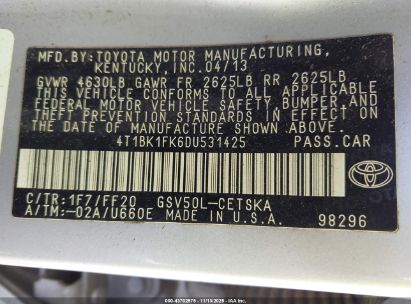 MFD.BY: TOYOTA MOTOR MANUFACTURING,
KENTUCKY, INC. 04/13
GVWR 4630LB GAWR FR 2625LB RR 2625LB
THIS VEHICLE CONFORMS TO ALL APPLICABLE
FEDERAL MOTOR VEHICLE SAFETY, BUMPER, AND
THEFT PREVENTION STANDARDS IN EFFECT ON
THE DATE OF MANUFACTURE SHOWN ABOVE.
4T1BK1FK6DU531425 PASS.CAR
C/TR:1F7/FF20 GSV50L-CETSKA
A/TM:-02A/U660E MADE IN U.S.A.
TOYOTA
98296